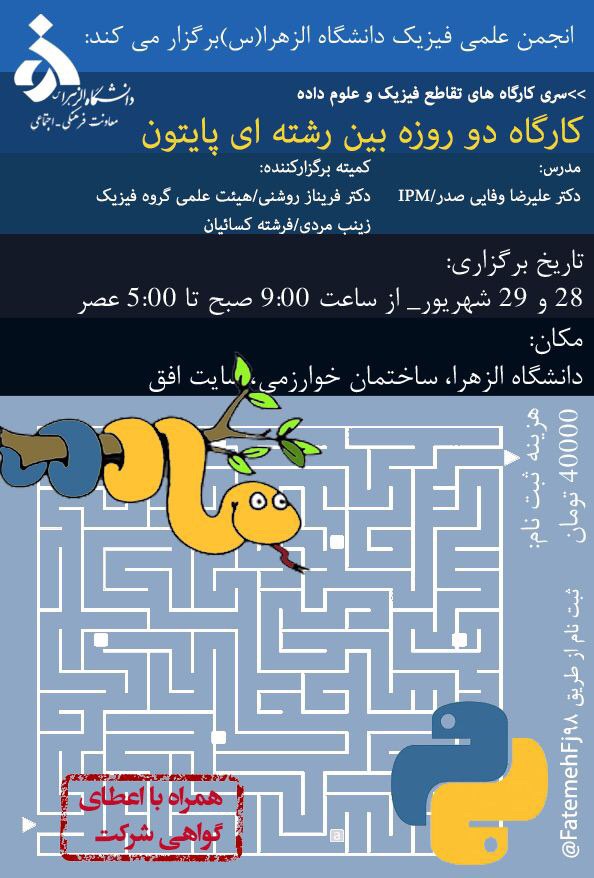 انجمن علمی فیزیک دانشگاه الزهرا(س)برگزار می کند:
دانشگاه الزهرا(س)
معاونت فرهنگی-اجتماعی
>>سری کارگاه های تقاطع فیزیک و علوم داده
کارگاه دو روزه بین رشته ای پایتون
مدرس:
دکتر علیرضا وفایی صدر/IPM
کمیته برگزارکننده:
دکتر فریناز روشنی/هیئت علمی گروه فیزیک
زینب مردی/فرشته کسائیان
تاریخ برگزاری:
28 و 29 شهریور_ از ساعت 9:00 صبح تا 5:00 عصر
مکان:
دانشگاه الزهرا، ساختمان خوارزمی، سایت افق
هزینه ثبت نام:
40000 تومان
ثبت نام از طریق
@FatemehFj98
همراه با اعطای
گواهی شرکت
a